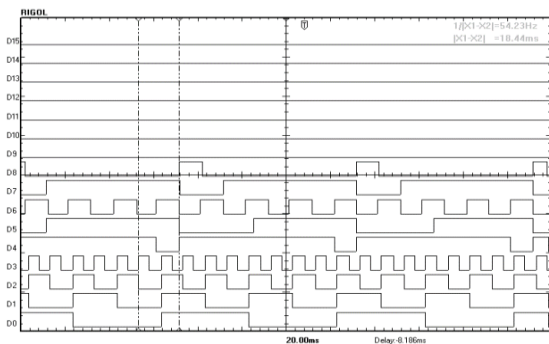 RIGOL
1/|X1-X2|=54.23Hz
|X1-X2| =18.44ms
D15
D14
D13
D12
D11
D10
D9
D8
D7
D6
D5
D4
D3
D2
D1
D0
20.00ms Delay:-8.186ms